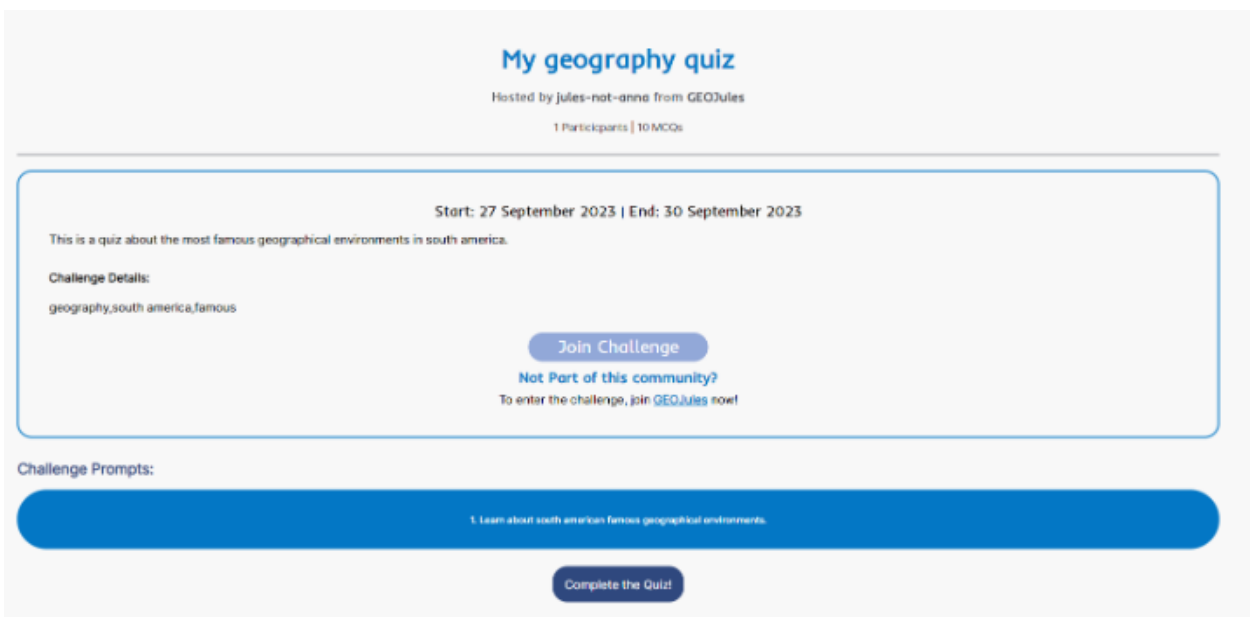 My geography quiz
Hosted by jules-not-anna from GEOJules
1 Participants | 10 MCQs
Start: 27 September 2023 | End: 30 September 2023
This is a quiz about the most famous geographical environments in south america.
Challenge Details:
geography,south america,famous
Join Challenge
Not Part of this community?
To enter the challenge, join GEOJules now!
Challenge Prompts:
1. Learn about south american famous geographical environments.
Complete the Quiz!